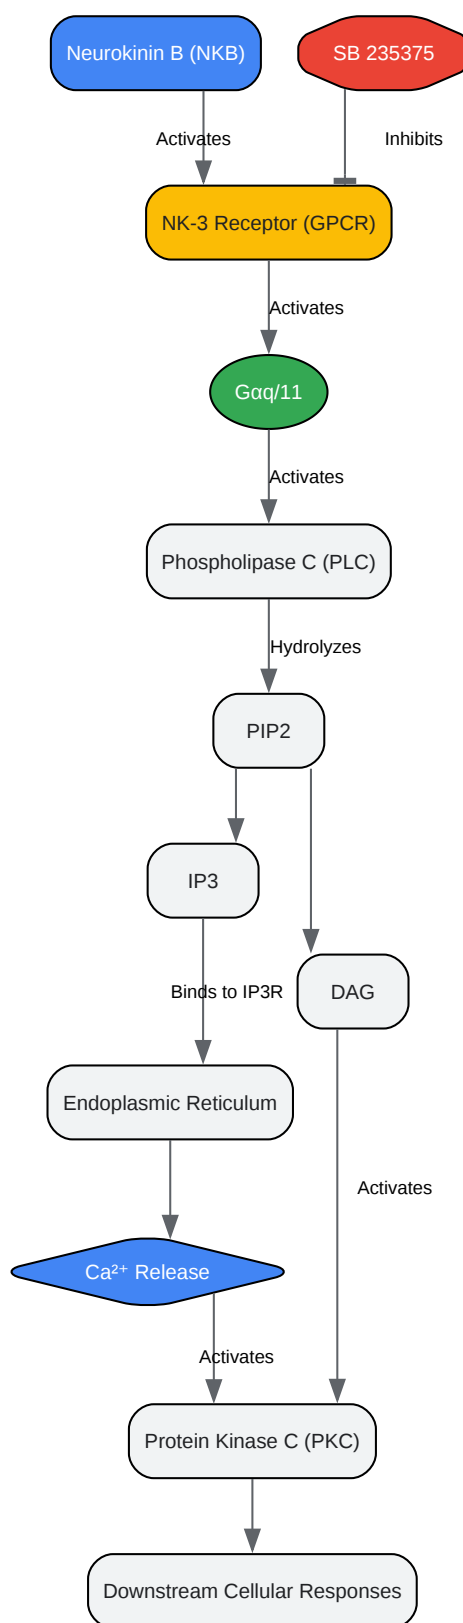 Neurokinin B (NKB)
SB 235375
Activates
Inhibits
NK-3 Receptor (GPCR)
Activates
Gαq/11
Activates
Phospholipase C (PLC)
Hydrolyzes
PIP2
IP3
Binds to IP3R
DAG
Endoplasmic Reticulum
Activates
Ca²⁺ Release
Activates
Protein Kinase C (PKC)
Downstream Cellular Responses